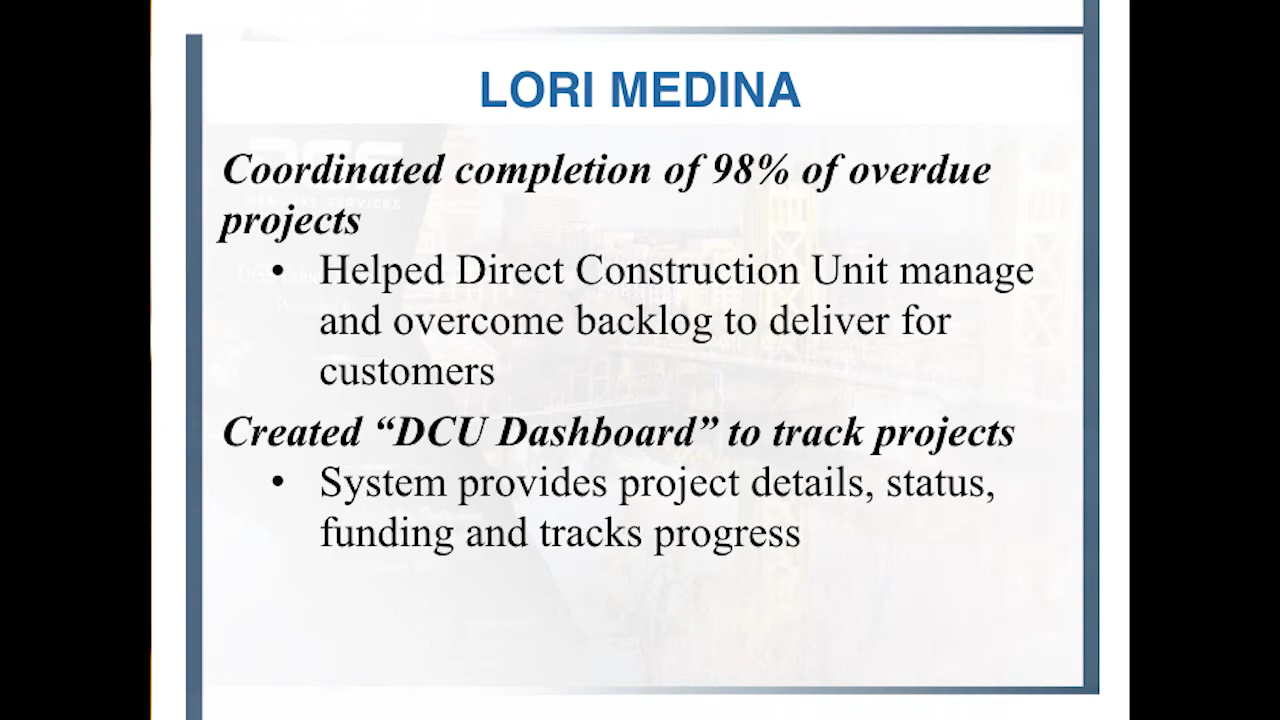 LORI MEDINA
Coordinated completion of 98% of overdue
projects
• Helped Direct Construction Unit manage
and overcome backlog to deliver for
customers
Created “DCU Dashboard” to track projects
• System provides project details, status,
funding and tracks progress